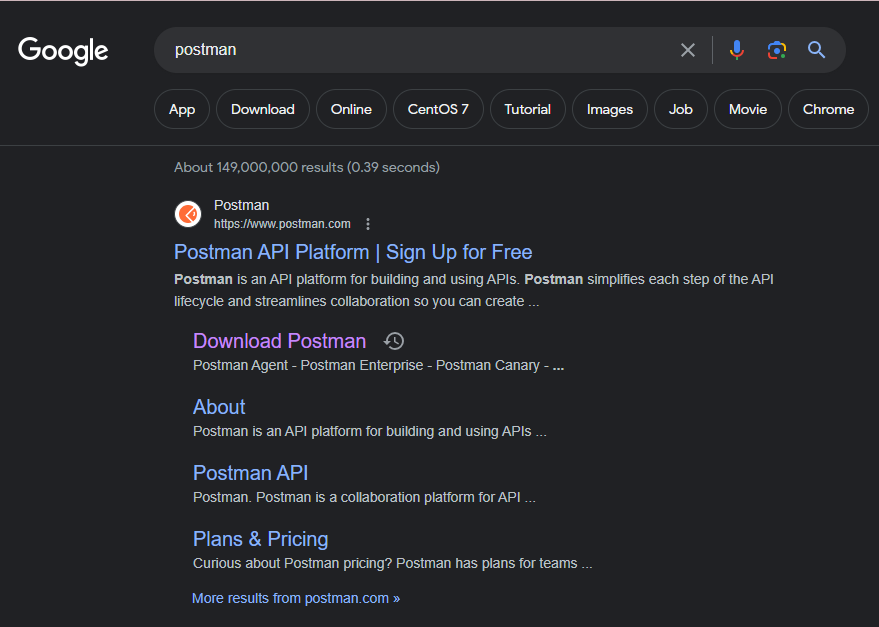 Google
postman
App Download Online CentOS 7 Tutorial Images Job Movie Chrome
About 149,000,000 results (0.39 seconds)
Postman
https://www.postman.com
Postman API Platform | Sign Up for Free
Postman is an API platform for building and using APIs. Postman simplifies each step of the API
lifecycle and streamlines collaboration so you can create ...
Download Postman
Postman Agent - Postman Enterprise - Postman Canary - ...
About
Postman is an API platform for building and using APIs ...
Postman API
Postman. Postman is a collaboration platform for API ...
Plans & Pricing
Curious about Postman pricing? Postman has plans for teams ...
More results from postman.com »